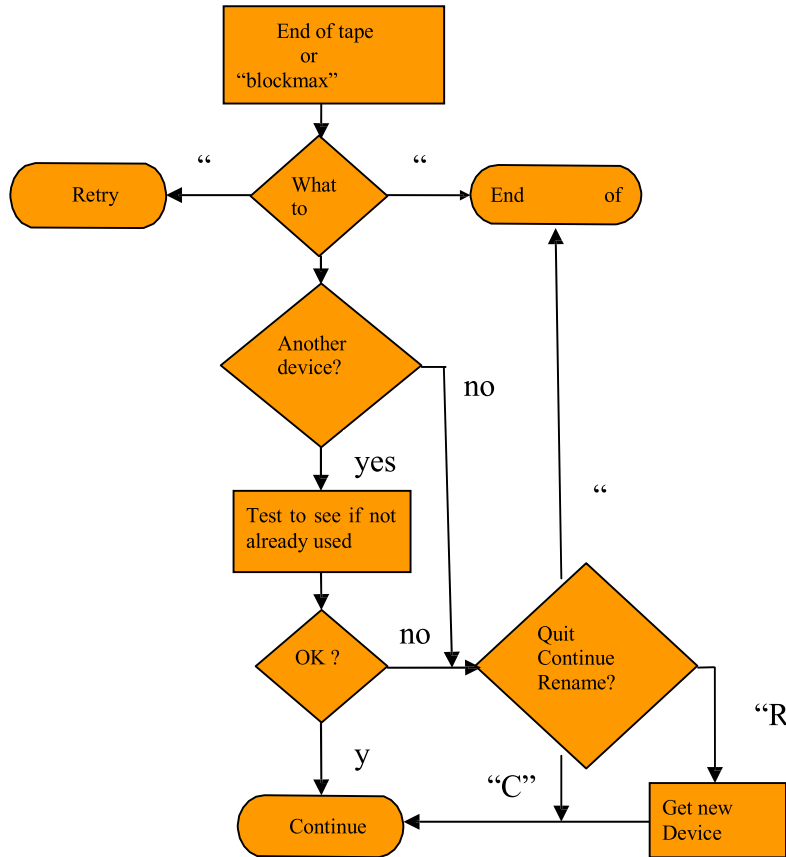 End of tape
or
“blockmax”
“
“
Retry
What
to
End of
Another
device?
no
yes
“
Test to see if not
already used
no
OK ?
Quit
Continue
Rename?
“R
y
“C”
Continue
Get new
Device